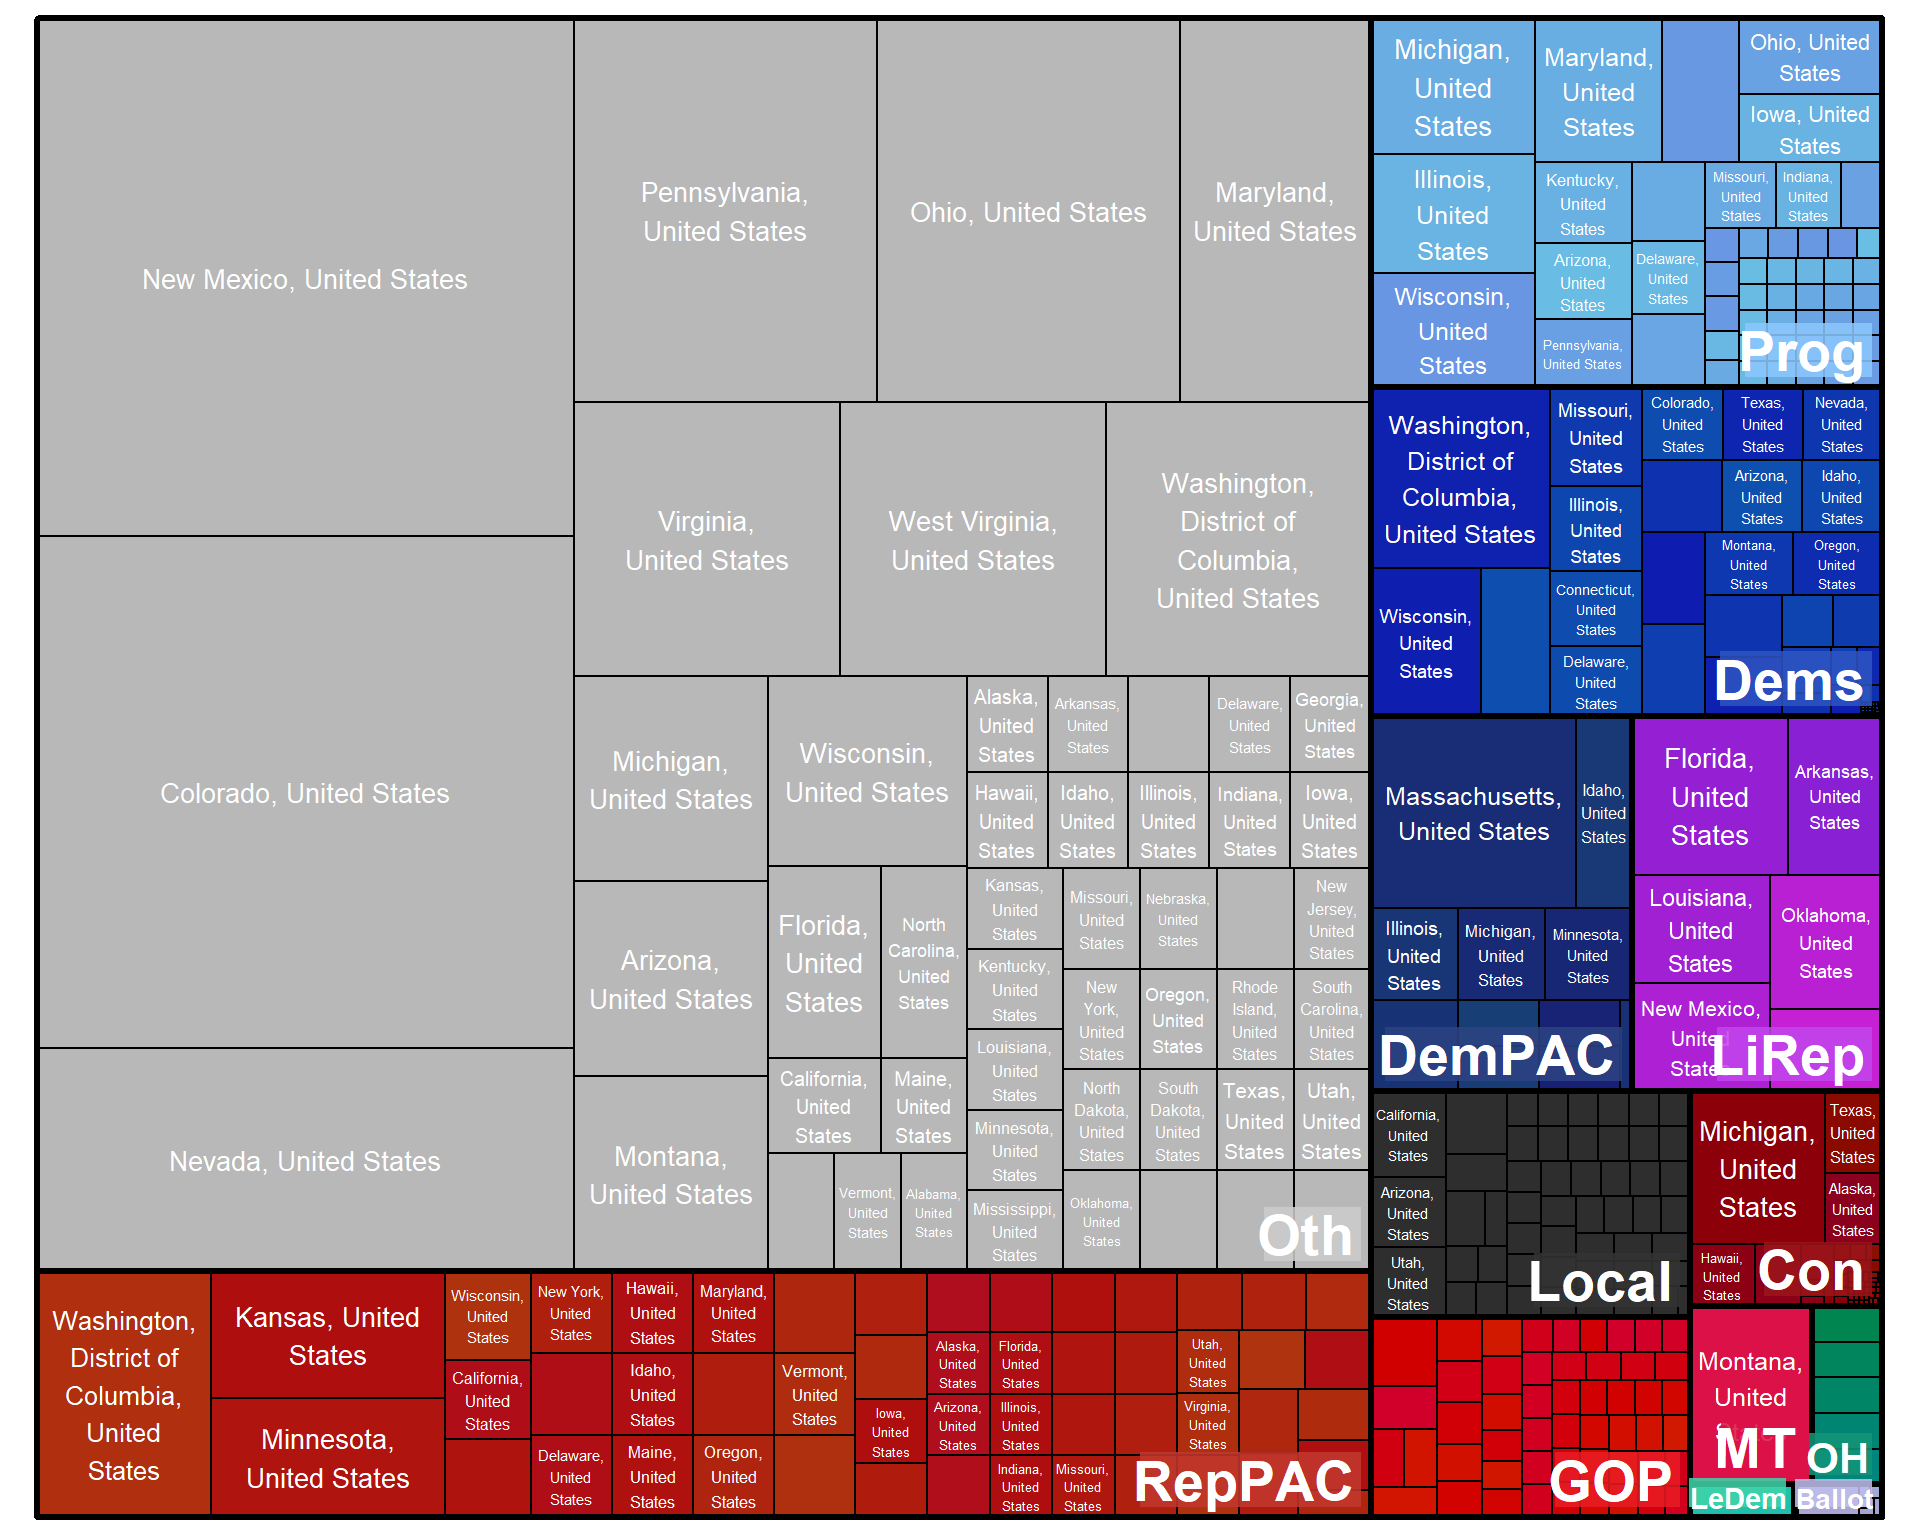 New Mexico, United States
Colorado, United States
Nevada, United States
Pennsylvania,
United States
Ohio, United States
Maryland,
United States
Virginia,
United States
West Virginia,
United States
Washington,
District of
Columbia,
United States
Michigan,
United States
Arizona,
United States
Montana,
United States
Wisconsin,
United States
Florida,
United
States
North
Carolina,
United
States
California,
United
States
Maine,
United
States
Vermont,
United
States
Alabama,
United
States
Alaska,
United
States
Arkansas,
United
States
Delaware,
United
States
Georgia,
United
States
Hawaii,
United
States
Idaho,
United
States
Illinois,
United
States
Indiana,
United
States
Iowa,
United
States
Kansas,
United
States
Kentucky,
United
States
Louisiana,
United
States
Minnesota,
United
States
Mississippi,
United
States
Missouri,
United
States
Nebraska,
United
States
New
Jersey,
United
States
New
York,
United
States
Oregon,
United
States
Rhode
Island,
United
States
South
Carolina,
United
States
North
Dakota,
United
States
South
Dakota,
United
States
Texas,
United
States
Utah,
United
States
Oklahoma,
United
States
Oth
Michigan,
United
States
Illinois,
United
States
Wisconsin,
United
States
Maryland,
United
States
Ohio, United
States
Iowa, United
States
Kentucky,
United
States
Arizona,
United
States
Pennsylvania,
United States
Delaware,
United
States
Missouri,
United
States
Indiana,
United
States
Prog
Washington,
District of
Columbia,
United States
Wisconsin,
United
States
Missouri,
United
States
Illinois,
United
States
Connecticut,
United
States
Delaware,
United
States
Colorado,
United
States
Texas,
United
States
Nevada,
United
States
Arizona,
United
States
Idaho,
United
States
Montana,
United
States
Oregon,
United
States
Dems
Massachusetts,
United States
Idaho,
United
States
Illinois,
United
States
Michigan,
United
States
Minnesota,
United
States
DemPAC
Florida,
United
States
Arkansas,
United
States
Louisiana,
United
States
Oklahoma,
United
States
New Mexico,
United
States
LiRep
California,
United
States
Arizona,
United
States
Utah,
United
States
Local
Michigan,
United
States
Texas,
United
States
Alaska,
United
States
Hawaii,
United
States
Con
Washington,
District of
Columbia,
United
States
Kansas, United
States
Minnesota,
United States
Wisconsin,
United
States
California,
United
States
New York,
United
States
Delaware,
United
States
Hawaii,
United
States
Idaho,
United
States
Maine,
United
States
Maryland,
United
States
Oregon,
United
States
Vermont,
United
States
Iowa,
United
States
Alaska,
United
States
Arizona,
United
States
Florida,
United
States
Illinois,
United
States
Indiana,
United
States
Missouri,
United
States
Utah,
United
States
Virginia,
United
States
RepPAC
GOP
Montana,
United
States
MT
OH
LeDem
Ballot